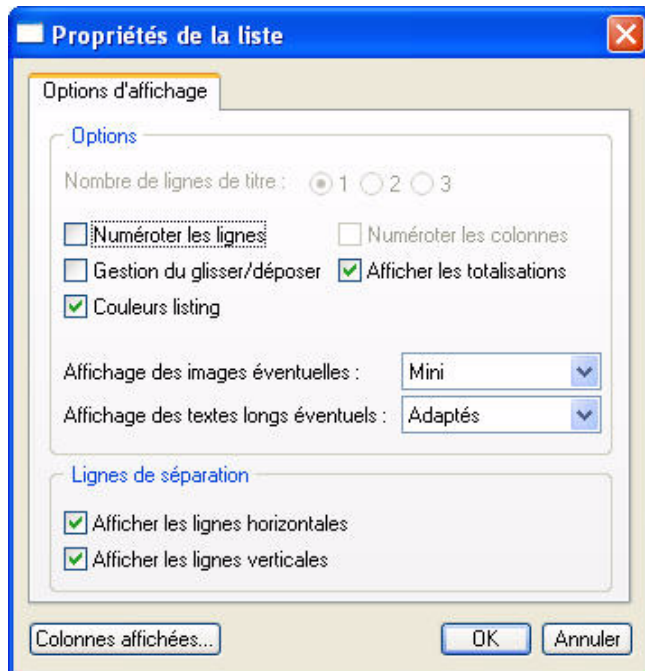 Propriétés de la liste
Options d'affichage
Options
Nombre de lignes de titre : 1 2 3
Numéroter les lignes Numéroter les colonnes
Gestion du glisser/déposer Afficher les totalisations
Couleurs listing
Affichage des images éventuelles : Mini
Affichage des textes longs éventuels : Adaptés
Lignes de séparation
Afficher les lignes horizontales
Afficher les lignes verticales
Colonnes affichées... OK Annuler